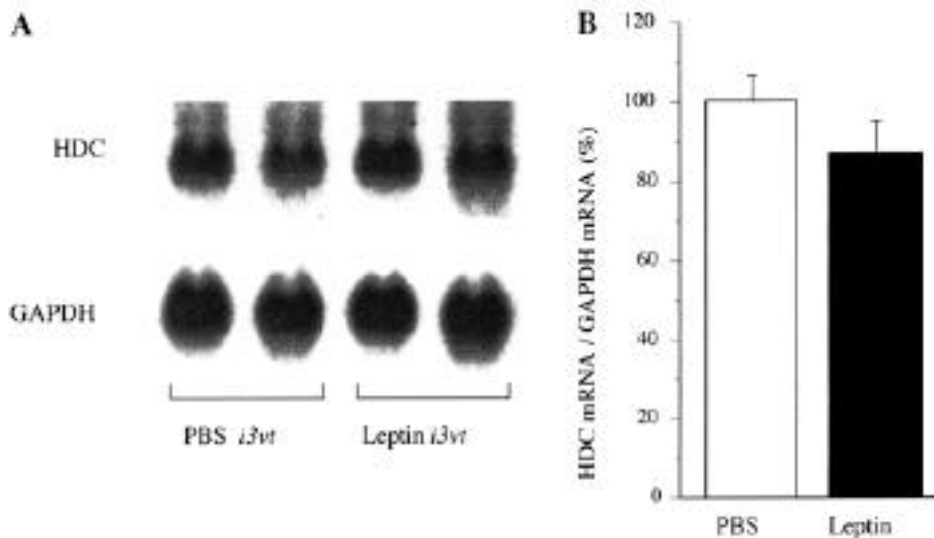 A
HDC
GAPDH
PBS i3vt
Leptin i3vt
B
HDC mRNA / GAPDH mRNA (%)
120
100
80
60
40
20
0
PBS
Leptin